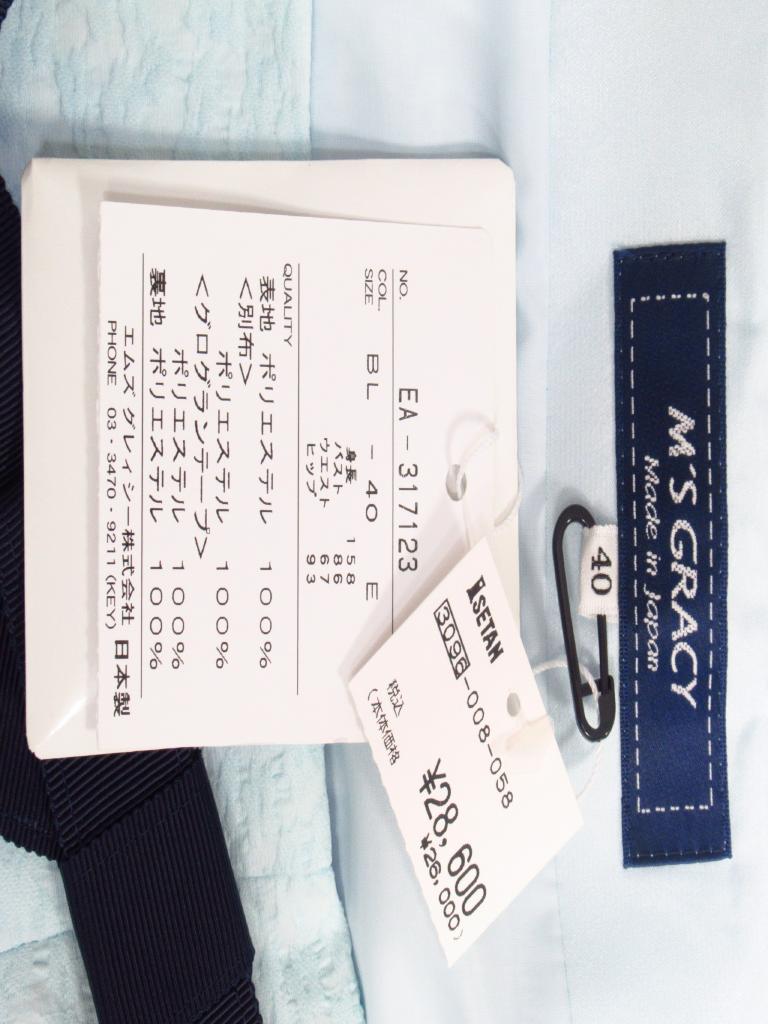 M'S GRACY
Made in Japan
40
NO. EA-317123
COL. BL -40 E
SIZE
身長 158
バスト 86
ウエスト 67
ヒップ 93
QUALITY
表地 ポリエステル 100%
<別布>
ポリエステル 100%
<グログランテープ>
ポリエステル 100%
裏地 ポリエステル 100%
エムズ グレィシー株式会社 日本製
PHONE 03-3470-9211 (KEY)
ISETAN
3096-008-058
税込 ¥28,600
(本体価格 ¥26,000)